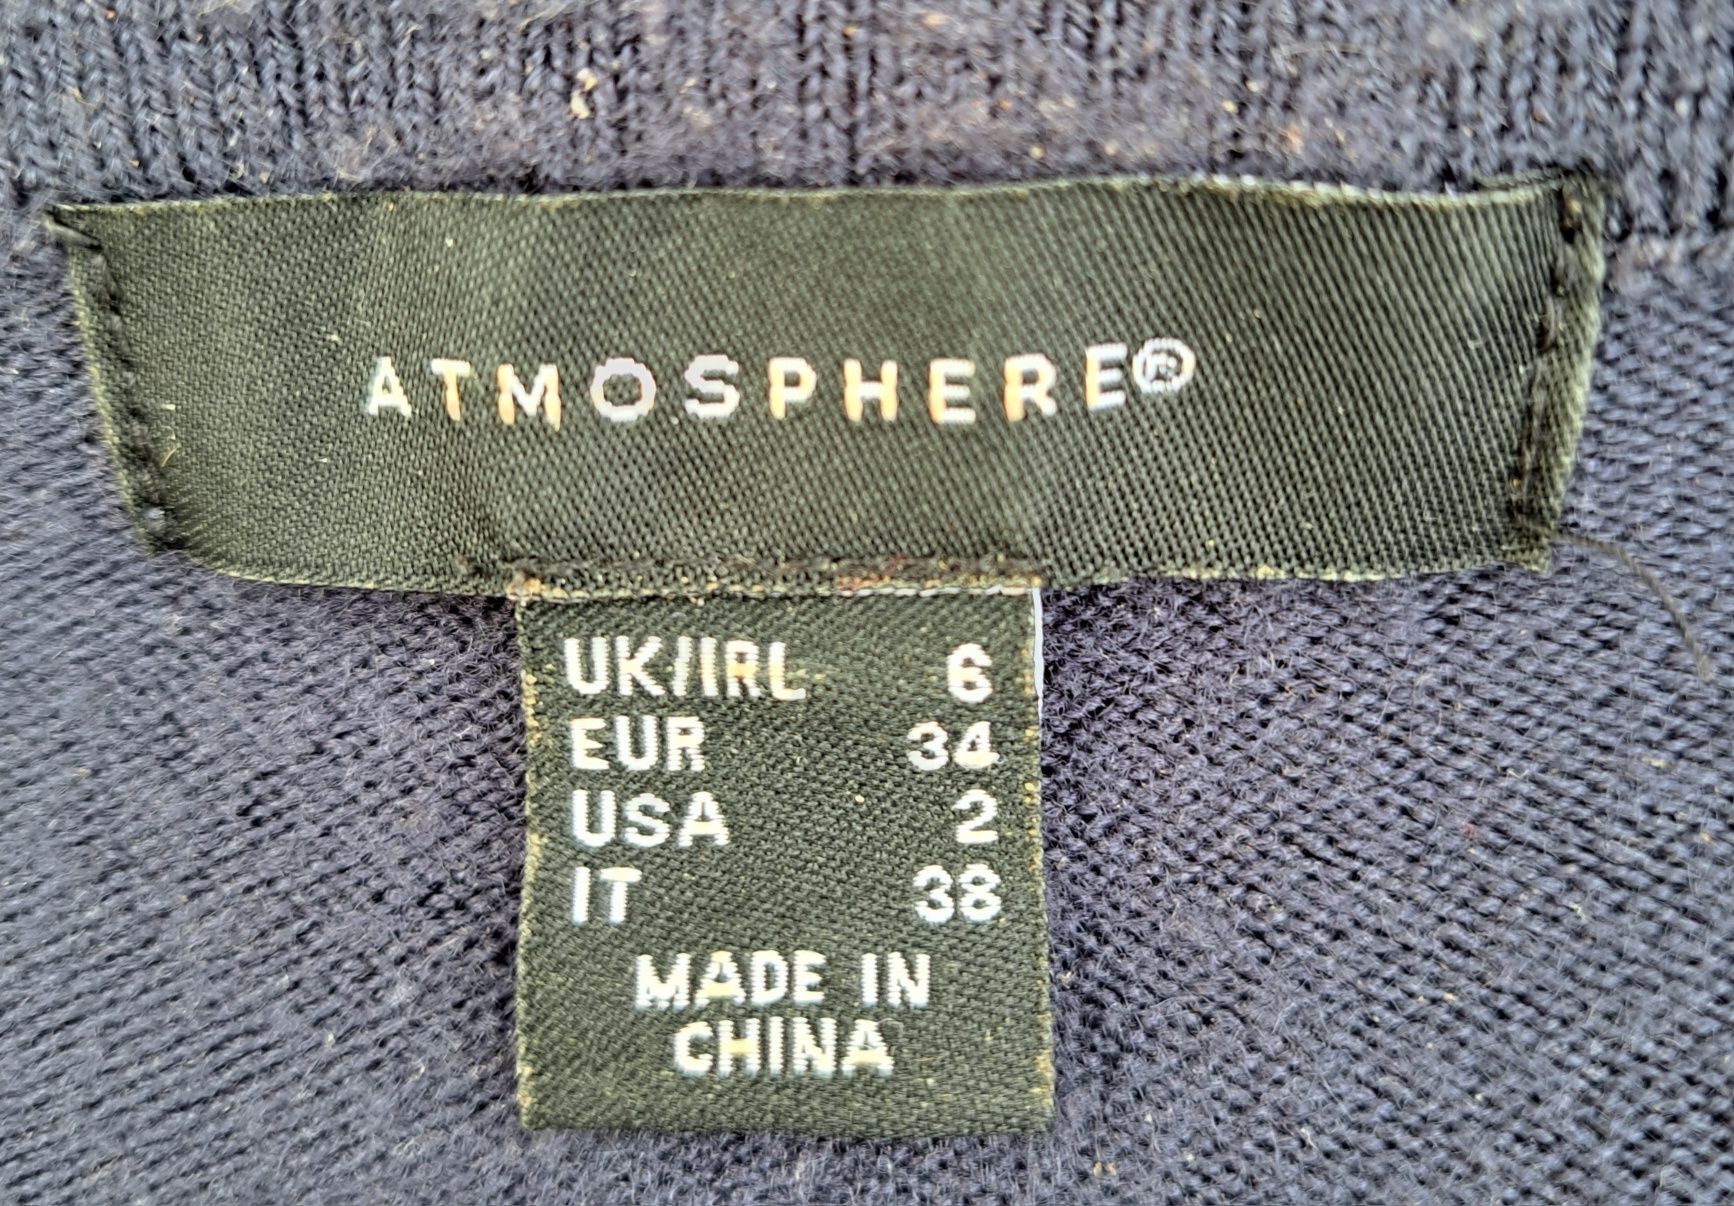 ATMOSPHERE®
UK/IRL 6
EUR 34
USA 2
IT 38
MADE IN
CHINA